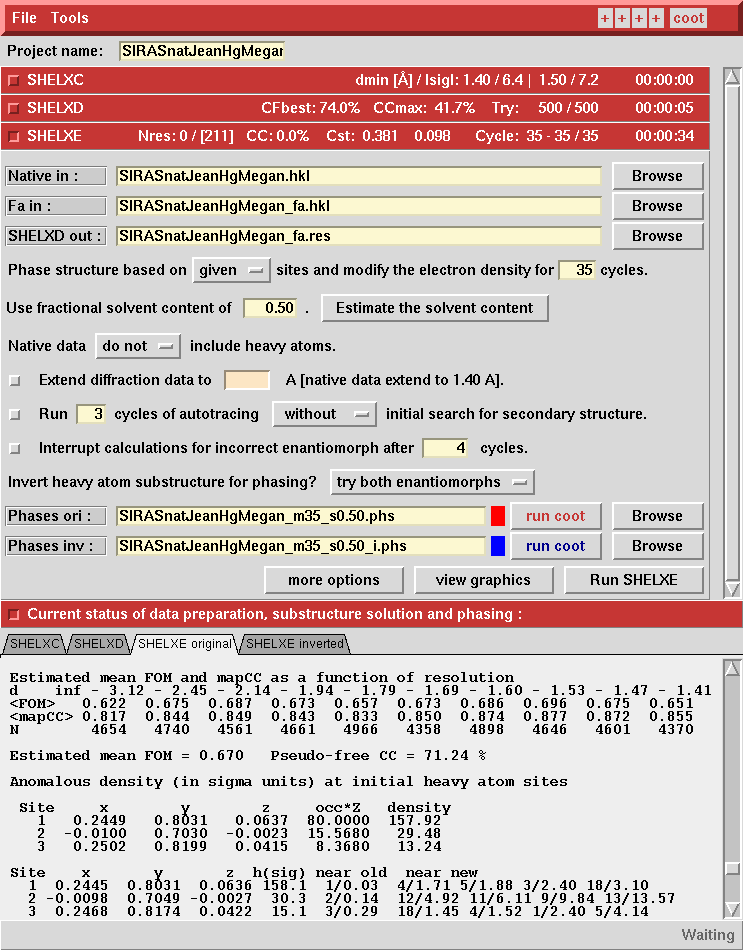 File Tools + + + + coot
Project name: SIRASnatJeanHgMegan
SHELXC dmin [Å] / Isigl: 1.40 / 6.4 | 1.50 / 7.2 00:00:00
SHELXD CFbest: 74.0% CCmax: 41.7% Try: 500 / 500 00:00:05
SHELXE Nres: 0 / [211] CC: 0.0% Cst: 0.381 0.098 Cycle: 35 - 35 / 35 00:00:34
Native in : SIRASnatJeanHgMegan.hkl Browse
Fa in : SIRASnatJeanHgMegan_fa.hkl Browse
SHELXD out : SIRASnatJeanHgMegan_fa.res Browse
Phase structure based on given sites and modify the electron density for 35 cycles.
Use fractional solvent content of 0.50 . Estimate the solvent content
Native data do not include heavy atoms.
Extend diffraction data to A [native data extend to 1.40 A].
Run 3 cycles of autotracing without initial search for secondary structure.
Interrupt calculations for incorrect enantiomorph after 4 cycles.
Invert heavy atom substructure for phasing? try both enantiomorphs
Phases ori : SIRASnatJeanHgMegan_m35_s0.50.phs run coot Browse
Phases inv : SIRASnatJeanHgMegan_m35_s0.50_i.phs run coot Browse
more options view graphics Run SHELXE
Current status of data preparation, substructure solution and phasing :
SHELXC SHELXD SHELXE original SHELXE inverted
Estimated mean FOM and mapCC as a function of resolution
d inf - 3.12 - 2.45 - 2.14 - 1.94 - 1.79 - 1.69 - 1.60 - 1.53 - 1.47 - 1.41
<FOM> 0.622 0.675 0.687 0.673 0.657 0.673 0.686 0.696 0.675 0.651
<mapCC> 0.817 0.844 0.849 0.843 0.833 0.850 0.874 0.877 0.872 0.855
N 4654 4740 4561 4661 4966 4358 4898 4646 4601 4370
Estimated mean FOM = 0.670 Pseudo-free CC = 71.24 %
Anomalous density (in sigma units) at initial heavy atom sites
Site x y z occ*Z density
1 0.2449 0.8031 0.0637 80.0000 157.92
2 -0.0100 0.7030 -0.0023 15.5680 29.48
3 0.2502 0.8199 0.0415 8.3680 13.24
Site x y z h(sig) near old near new
1 0.2445 0.8031 0.0636 158.1 1/0.03 4/1.71 5/1.88 3/2.40 18/3.10
2 -0.0098 0.7049 -0.0027 30.3 2/0.14 12/4.92 11/6.11 9/9.84 13/13.57
3 0.2468 0.8174 0.0422 15.1 3/0.29 18/1.45 4/1.52 1/2.40 5/4.14
Waiting